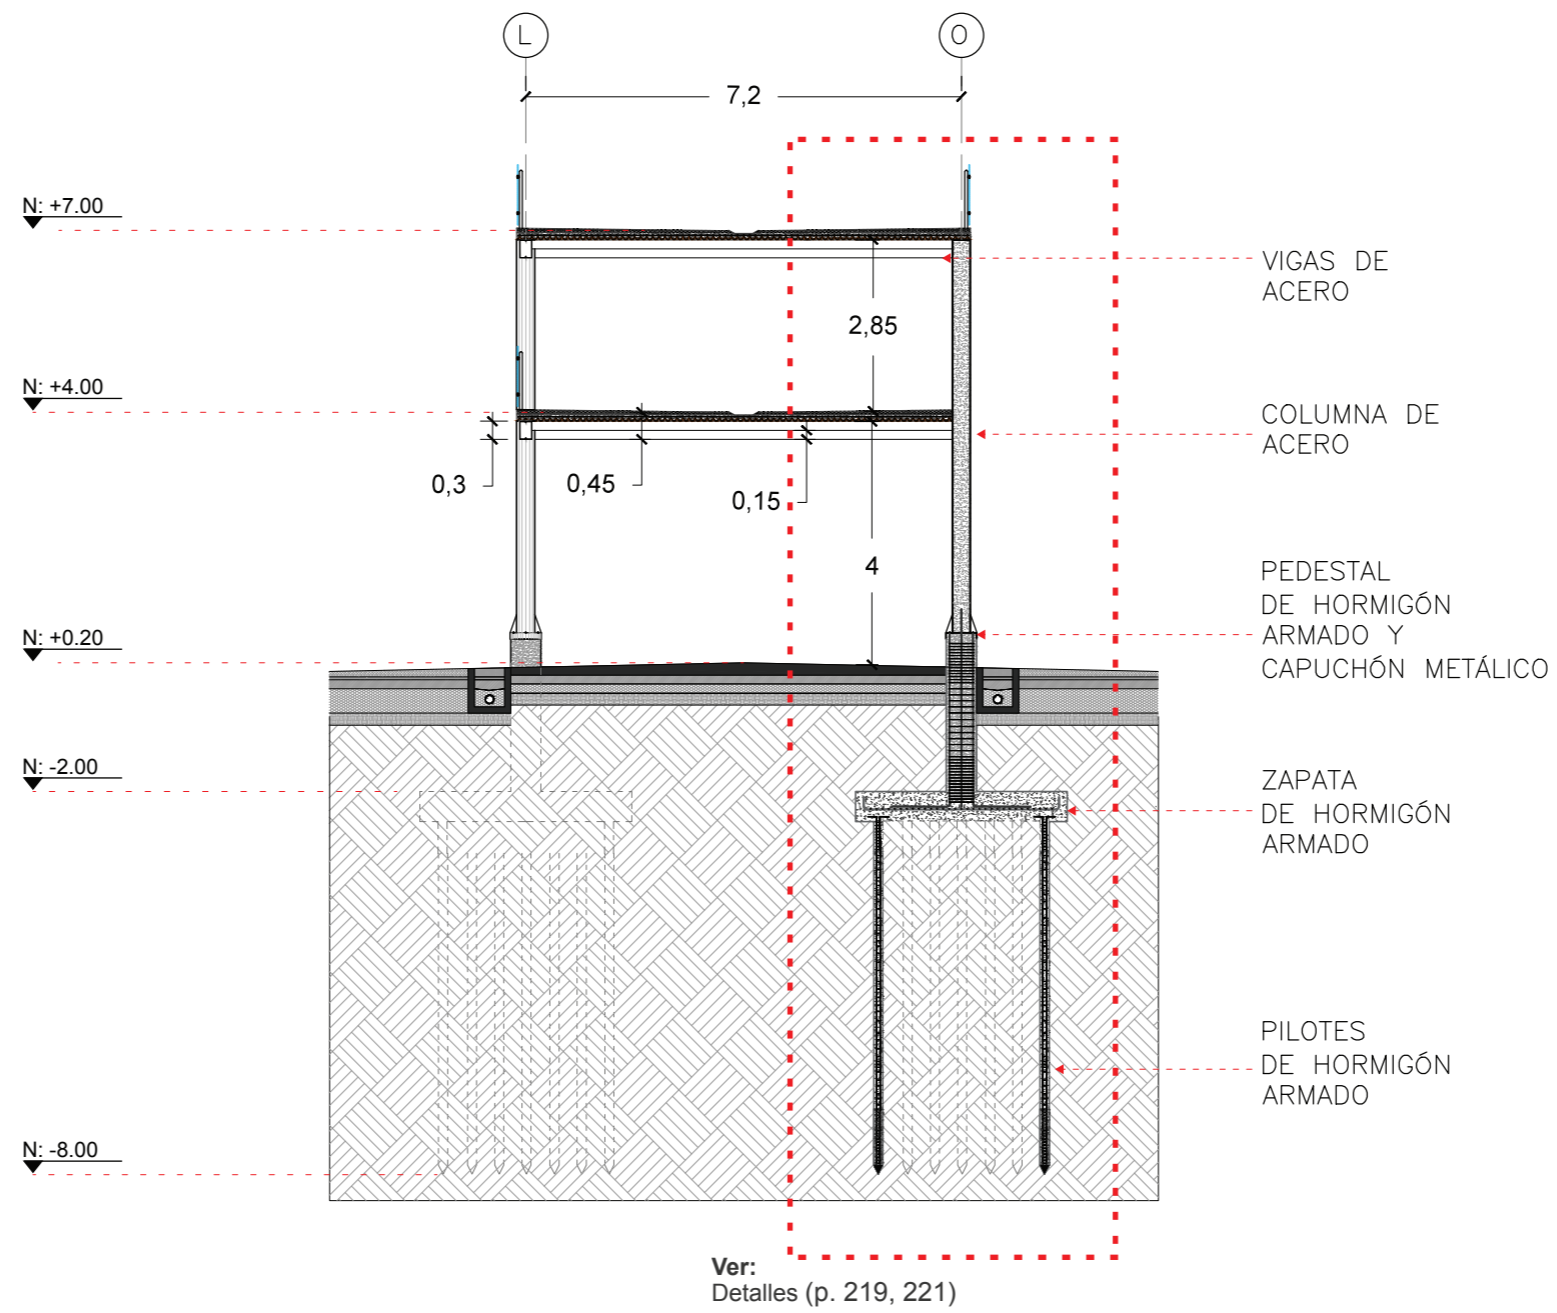 L
O
7,2
N: +7.00
VIGAS DE
ACERO
2,85
N: +4.00
COLUMNA DE
ACERO
0,3
0,45
0,15
4
PEDESTAL
DE HORMIGÓN
ARMADO Y
CAPUCHÓN METÁLICO
N: +0.20
N: -2.00
ZAPATA
DE HORMIGÓN
ARMADO
PILOTES
DE HORMIGÓN
ARMADO
N: -8.00
Ver:
Detalles (p. 219, 221)